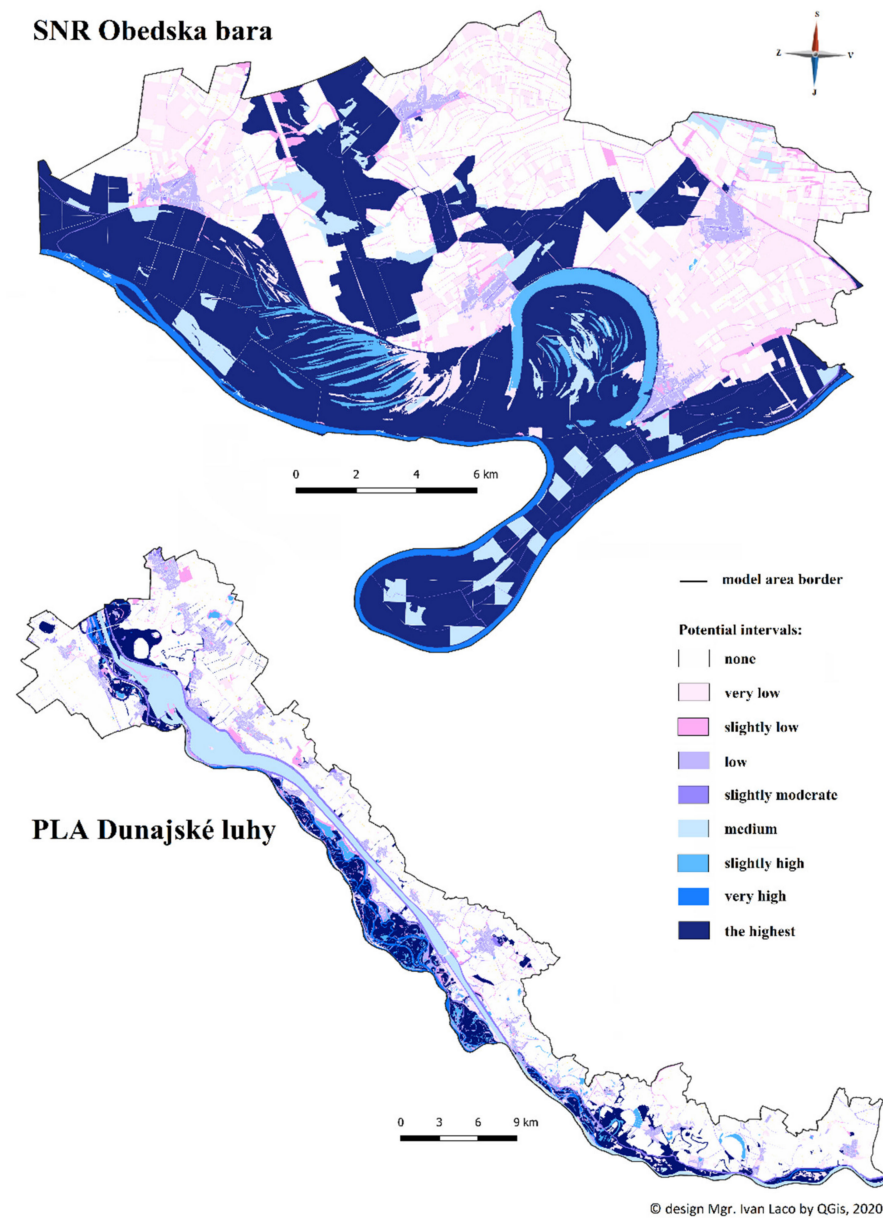 SNR Obedska bara
S
Z V
J
0 2 4 6 km
model area border
Potential intervals:
none
very low
slightly low
low
slightly moderate
medium
slightly high
very high
the highest
PLA Dunajské luhy
0 3 6 9 km
© design Mgr. Ivan Laco by QGis, 2020